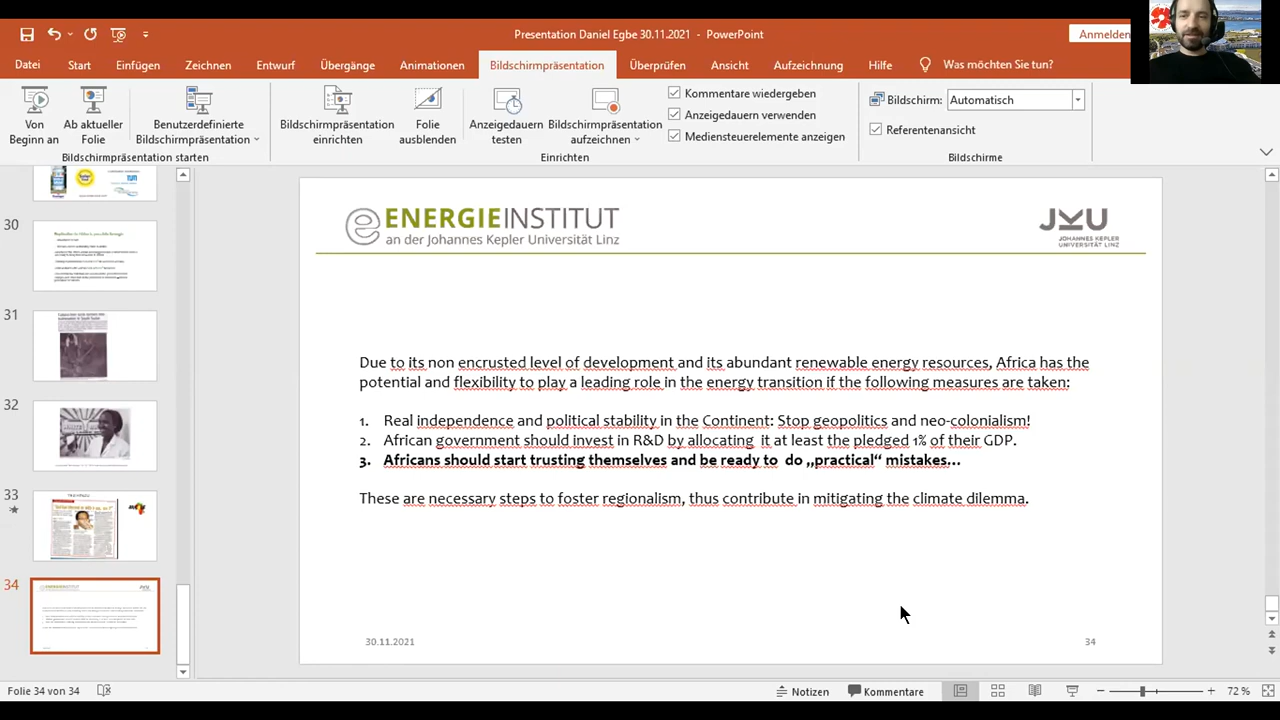 Presentation Daniel Egbe 30.11.2021 - PowerPoint
Anmelden
Datei Start Einfügen Zeichnen Entwurf Übergänge Animationen Bildschirmpräsentation Überprüfen Ansicht Aufzeichnung Hilfe Was möchten Sie tun?
Von Beginn an
Ab aktueller Folie
Benutzerdefinierte Bildschirmpräsentation
Bildschirmpräsentation einrichten
Folie ausblenden
Anzeigedauern testen
Bildschirmpräsentation aufzeichnen
Kommentare wiedergeben
Anzeigedauern verwenden
Mediensteuerelemente anzeigen
Bildschirm: Automatisch
Referentenansicht
Bildschirmpräsentation starten
Einrichten
Bildschirme
30
31
32
33
34
ENERGIEINSTITUT
an der Johannes Kepler Universität Linz
JKU
JOHANNES KEPLER
UNIVERSITÄT LINZ
Due to its non encrusted level of development and its abundant renewable energy resources, Africa has the
potential and flexibility to play a leading role in the energy transition if the following measures are taken:
1. Real independence and political stability in the Continent: Stop geopolitics and neo-colonialism!
2. African government should invest in R&D by allocating it at least the pledged 1% of their GDP.
3. Africans should start trusting themselves and be ready to do „practical“ mistakes…
These are necessary steps to foster regionalism, thus contribute in mitigating the climate dilemma.
30.11.2021
34
Folie 34 von 34
Notizen
Kommentare
72 %